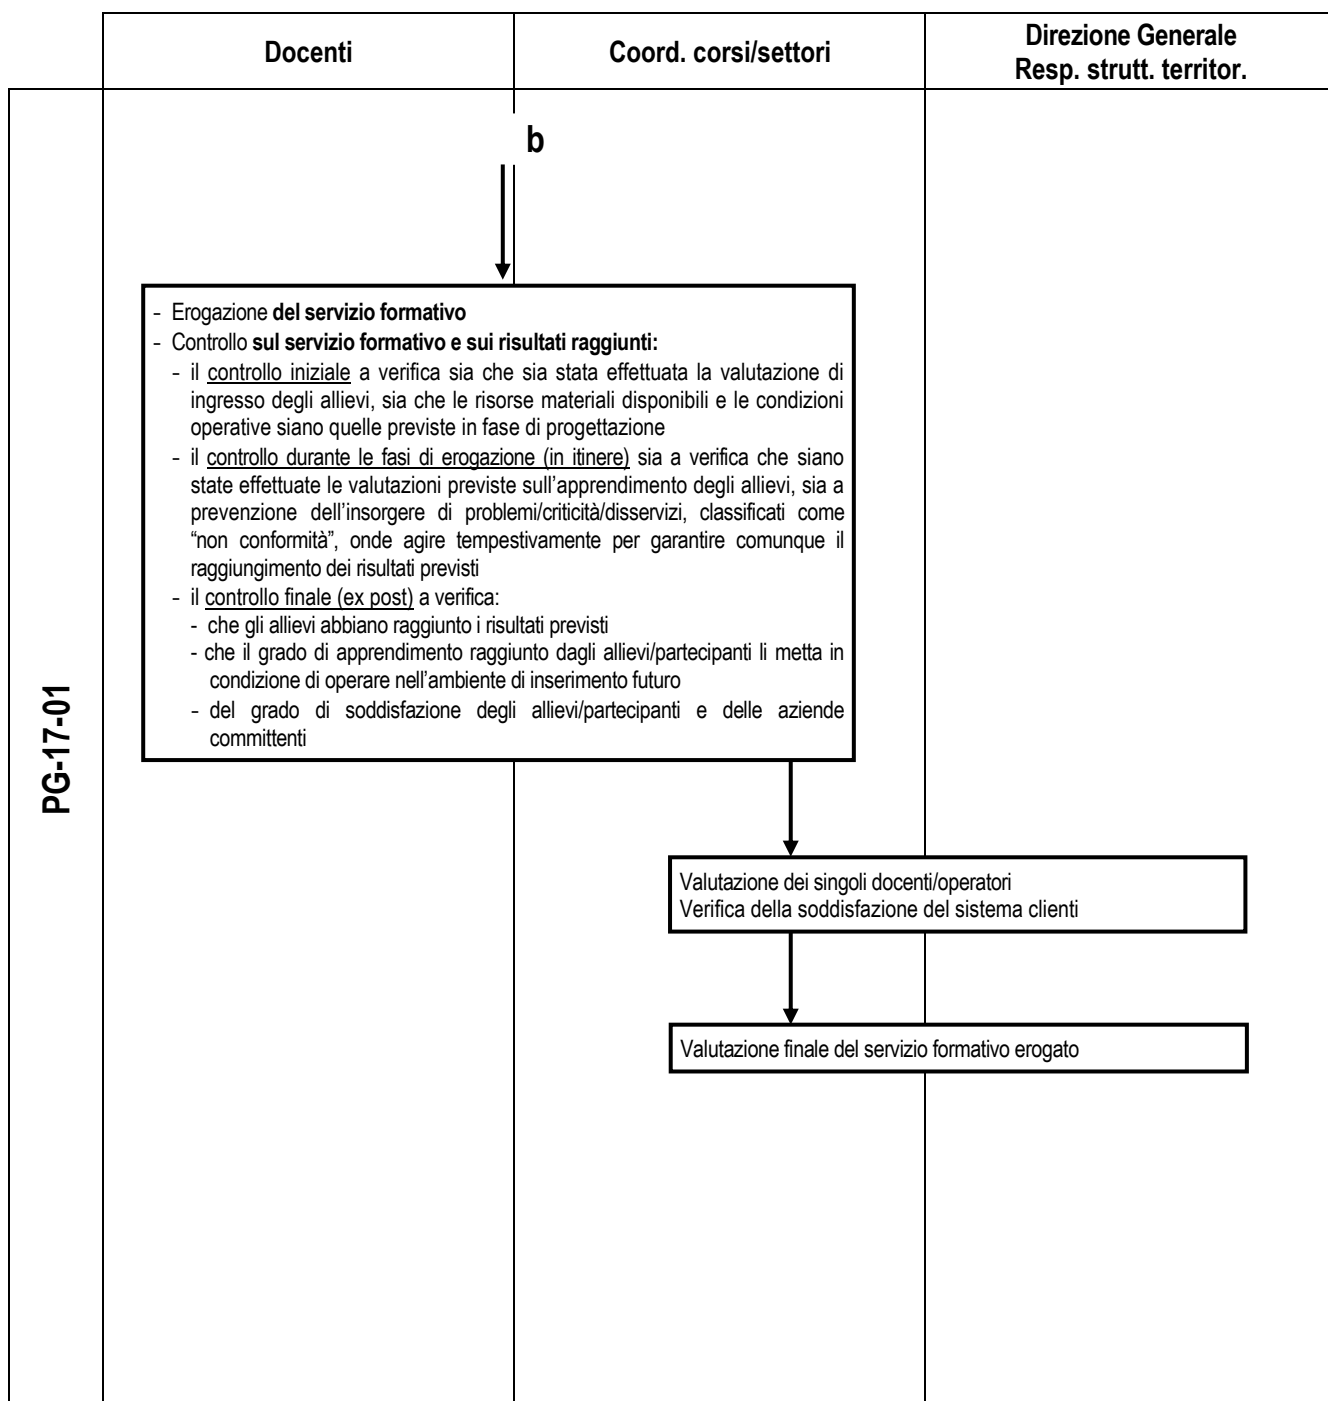 Docenti
Coord. corsi/settori
Direzione Generale
Resp. strutt. territor.
b
- Erogazione del servizio formativo
- Controllo sul servizio formativo e sui risultati raggiunti:
- il controllo iniziale a verifica sia che sia stata effettuata la valutazione di
ingresso degli allievi, sia che le risorse materiali disponibili e le condizioni
operative siano quelle previste in fase di progettazione
- il controllo durante le fasi di erogazione (in itinere) sia a verifica che siano
state effettuate le valutazioni previste sull’apprendimento degli allievi, sia a
prevenzione dell’insorgere di problemi/criticità/disservizi, classificati come
“non conformità”, onde agire tempestivamente per garantire comunque il
raggiungimento dei risultati previsti
- il controllo finale (ex post) a verifica:
- che gli allievi abbiano raggiunto i risultati previsti
- che il grado di apprendimento raggiunto dagli allievi/partecipanti li metta in
condizione di operare nell’ambiente di inserimento futuro
- del grado di soddisfazione degli allievi/partecipanti e delle aziende
committenti
PG-17-01
Valutazione dei singoli docenti/operatori
Verifica della soddisfazione del sistema clienti
Valutazione finale del servizio formativo erogato